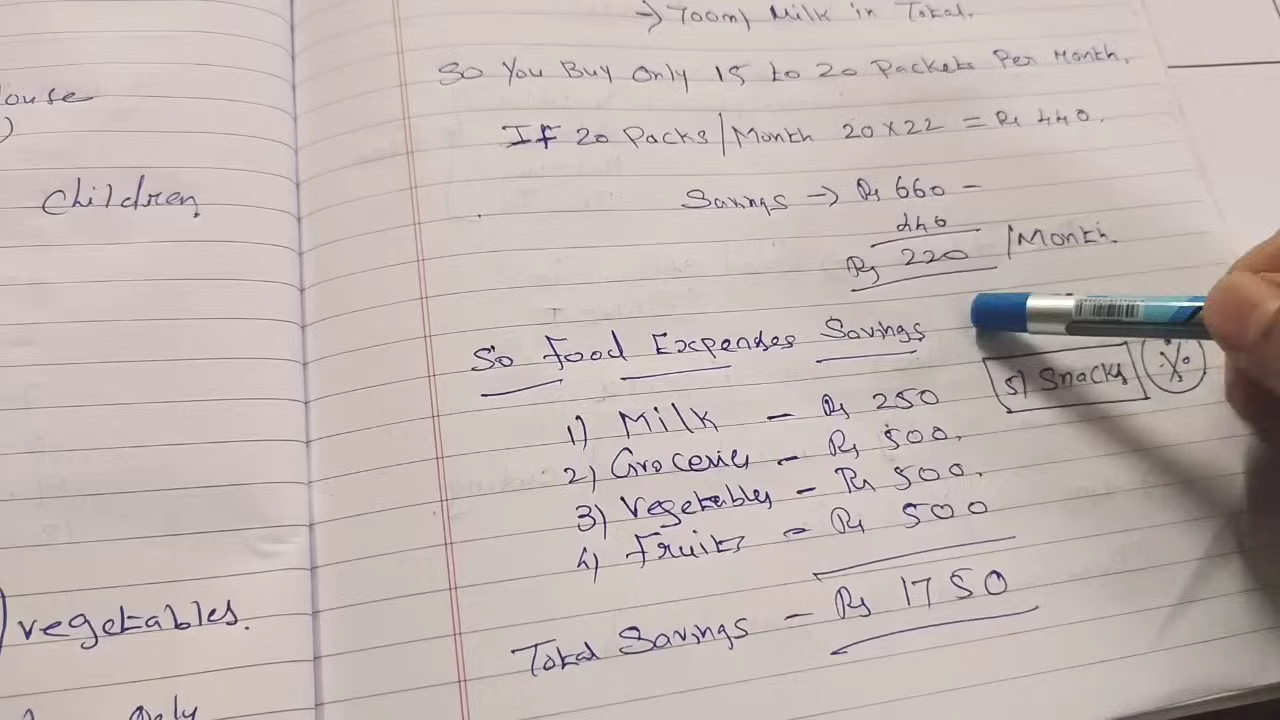 ouse
)
Children
) vegetables.
only
→ 700ml Milk in Total.
So You Buy Only 15 to 20 Packets Per Month.
If 20 Packs/Month 20×22 = Rs 440.
Savings → Rs 660 –
440
Rs 220 /Month.
So Food Expenses Savings
5) Snacks
1) Milk – Rs 250
2) Groceries – Rs 500.
3) Vegetables – Rs 500.
4) Fruits – Rs 500
Total Savings – Rs 1750